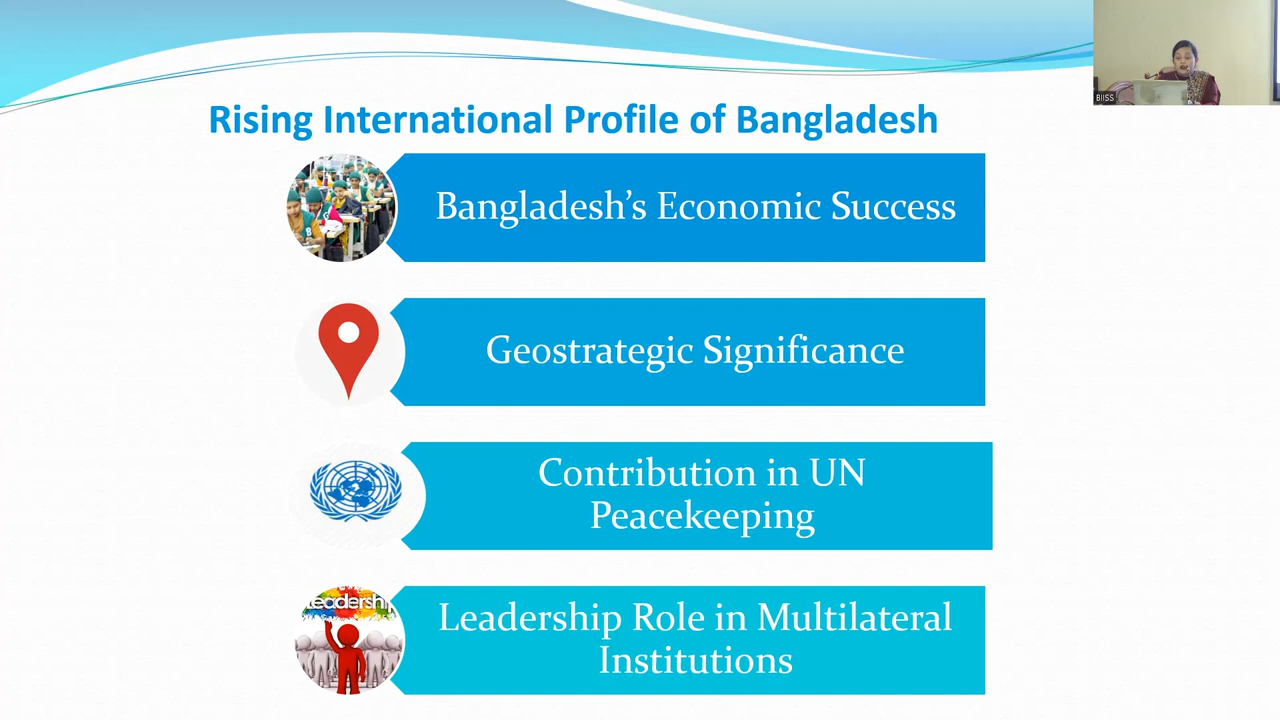 BIISS
Rising International Profile of Bangladesh
Bangladesh's Economic Success
Geostrategic Significance
Contribution in UN
Peacekeeping
Leadership
Leadership Role in Multilateral
Institutions